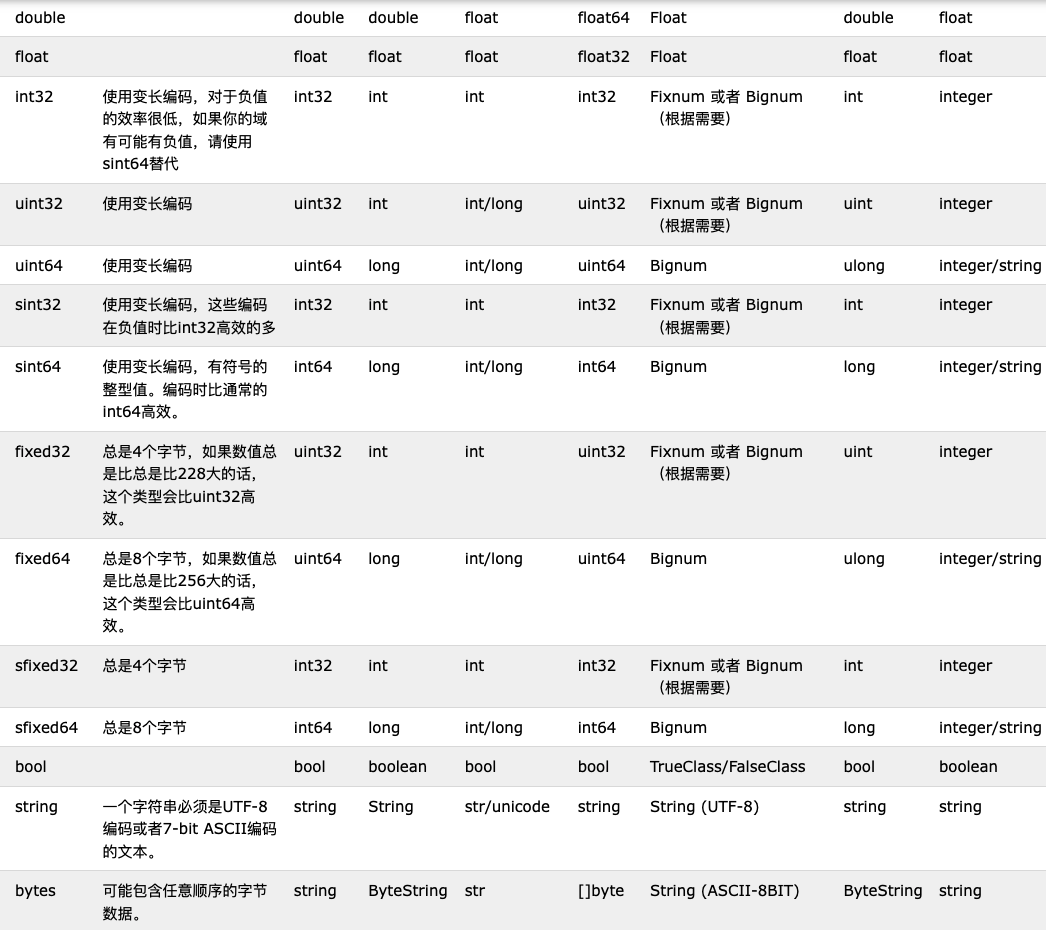 double double double float float64 Float double float
float float float float float32 Float float float
int32 使用变长编码，对于负值 int32 int int int32 Fixnum 或者 Bignum int integer
的效率很低，如果你的域 （根据需要）
有可能有负值，请使用
sint64替代
uint32 使用变长编码 uint32 int int/long uint32 Fixnum 或者 Bignum uint integer
（根据需要）
uint64 使用变长编码 uint64 long int/long uint64 Bignum ulong integer/string
sint32 使用变长编码，这些编码 int32 int int int32 Fixnum 或者 Bignum int integer
在负值时比int32高效的多 （根据需要）
sint64 使用变长编码，有符号的 int64 long int/long int64 Bignum long integer/string
整型值。编码时比通常的
int64高效。
fixed32 总是4个字节，如果数值总 uint32 int int uint32 Fixnum 或者 Bignum uint integer
是比总是比228大的话， （根据需要）
这个类型会比uint32高
效。
fixed64 总是8个字节，如果数值总 uint64 long int/long uint64 Bignum ulong integer/string
是比总是比256大的话，
这个类型会比uint64高
效。
sfixed32 总是4个字节 int32 int int int32 Fixnum 或者 Bignum int integer
（根据需要）
sfixed64 总是8个字节 int64 long int/long int64 Bignum long integer/string
bool bool boolean bool bool TrueClass/FalseClass bool boolean
string 一个字符串必须是UTF-8 string String str/unicode string String (UTF-8) string string
编码或者7-bit ASCII编码
的文本。
bytes 可能包含任意顺序的字节 string ByteString str []byte String (ASCII-8BIT) ByteString string
数据。